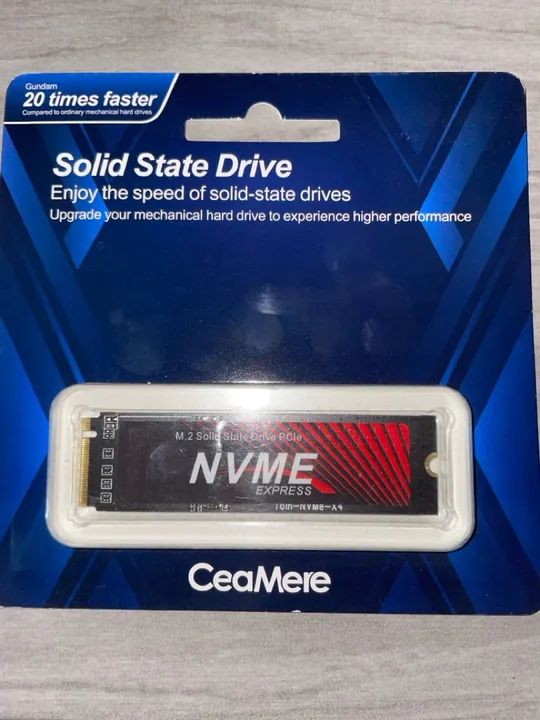 Gundam
20 times faster
Compared to ordinary mechanical hard drives
Solid State Drive
Enjoy the speed of solid-state drives
Upgrade your mechanical hard drive to experience higher performance
M.2 Solid State Drive PCIe
NVME
EXPRESS
CeaMere